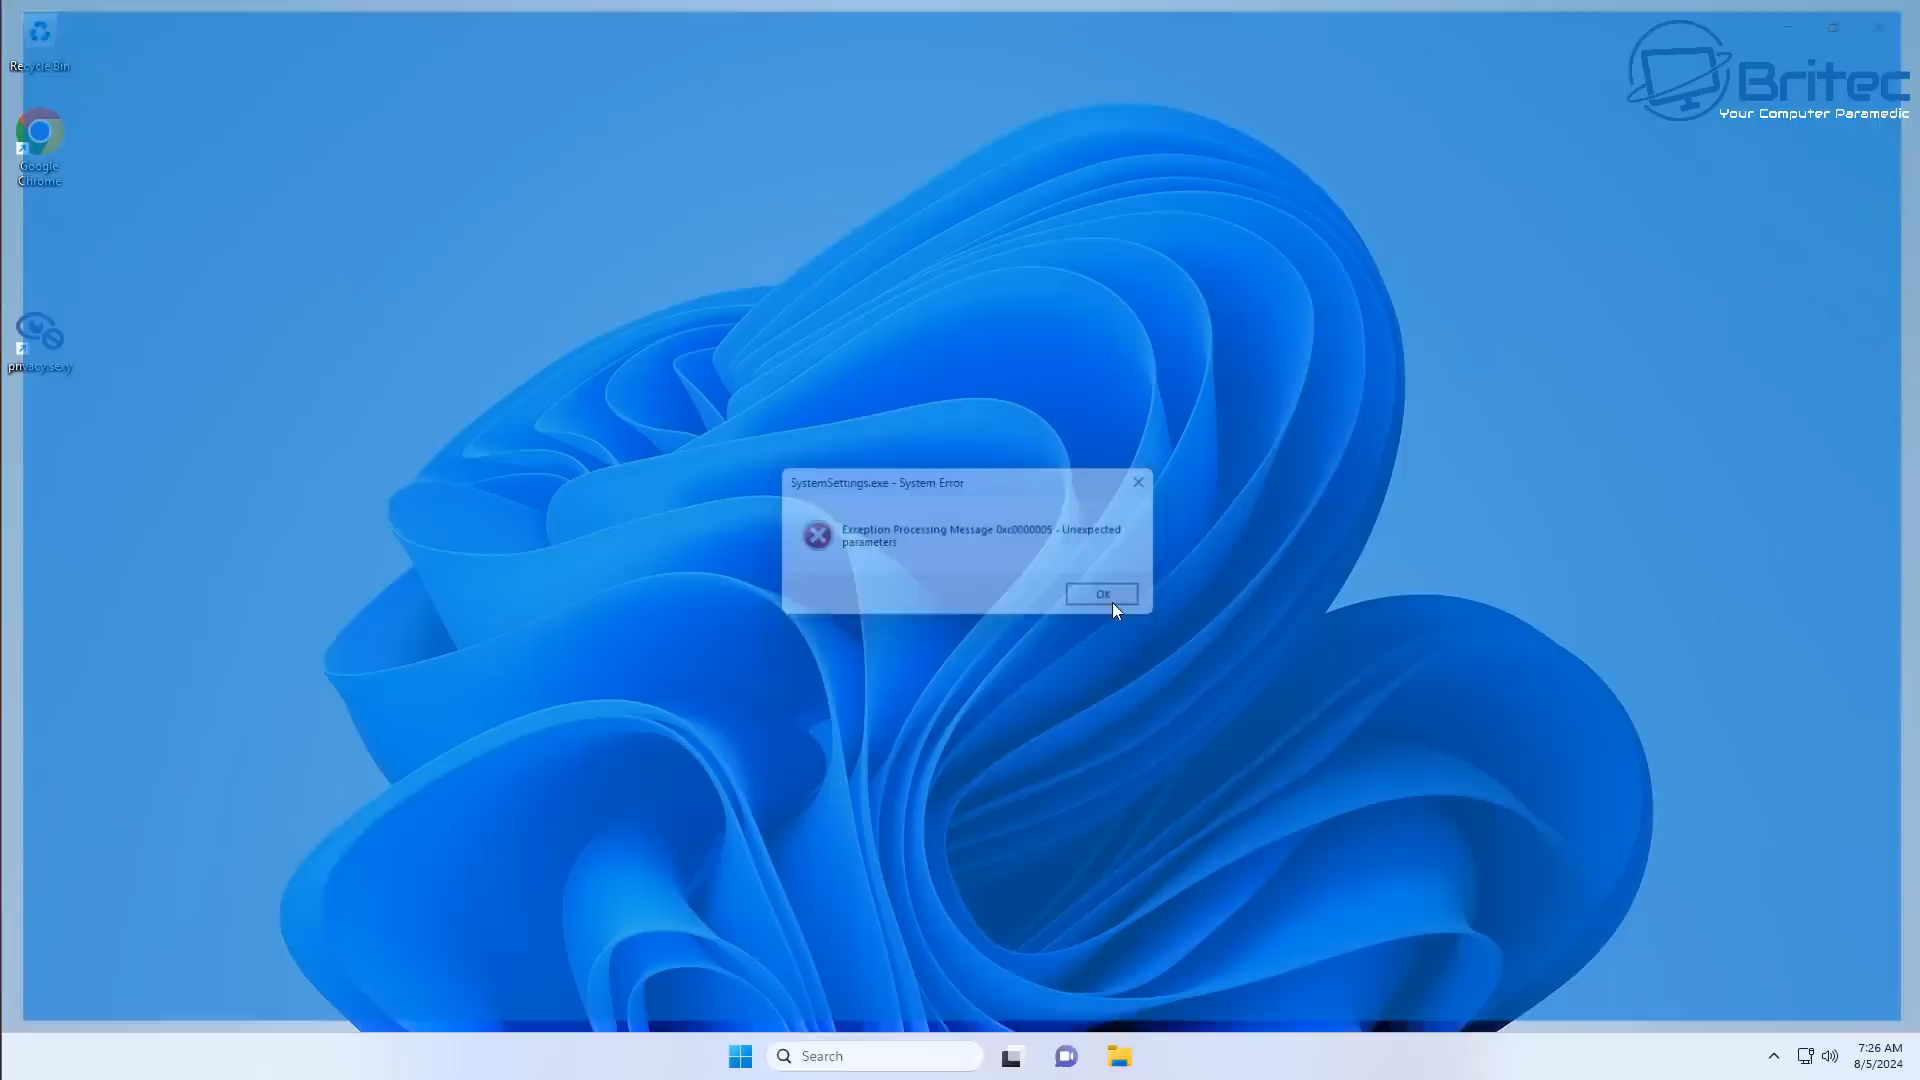 Recycle Bin
Britec
Your Computer Paramedic
Google
Chrome
privacy.sexy
SystemSettings.exe - System Error
Exception Processing Message 0xc0000005 - Unexpected
parameters
OK
Search
7:26 AM
8/5/2024